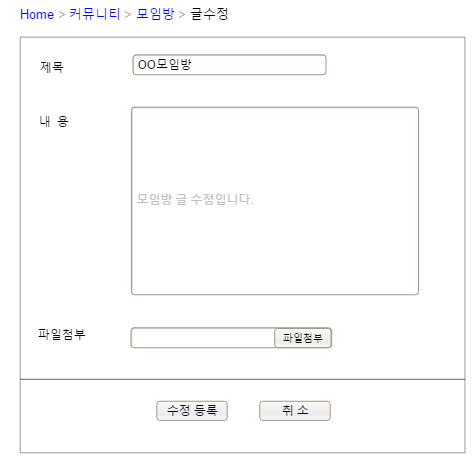 Home > 커뮤니티 > 모임방 > 글수정
제목 OO모임방
내 용
모임방 글 수정입니다.
파일첨부 파일첨부
수정 등록 취 소